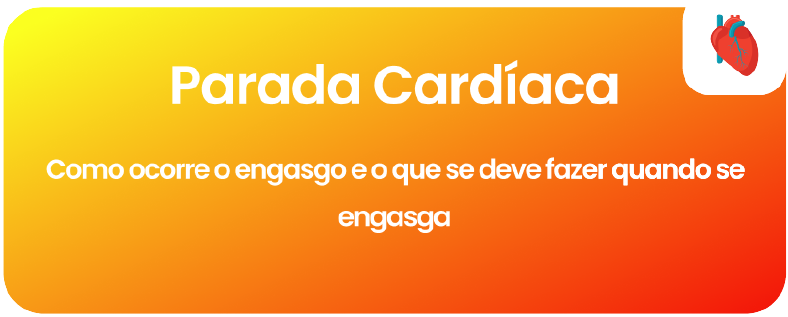 Parada Cardíaca
Como ocorre o engasgo e o que se deve fazer quando se
engasga